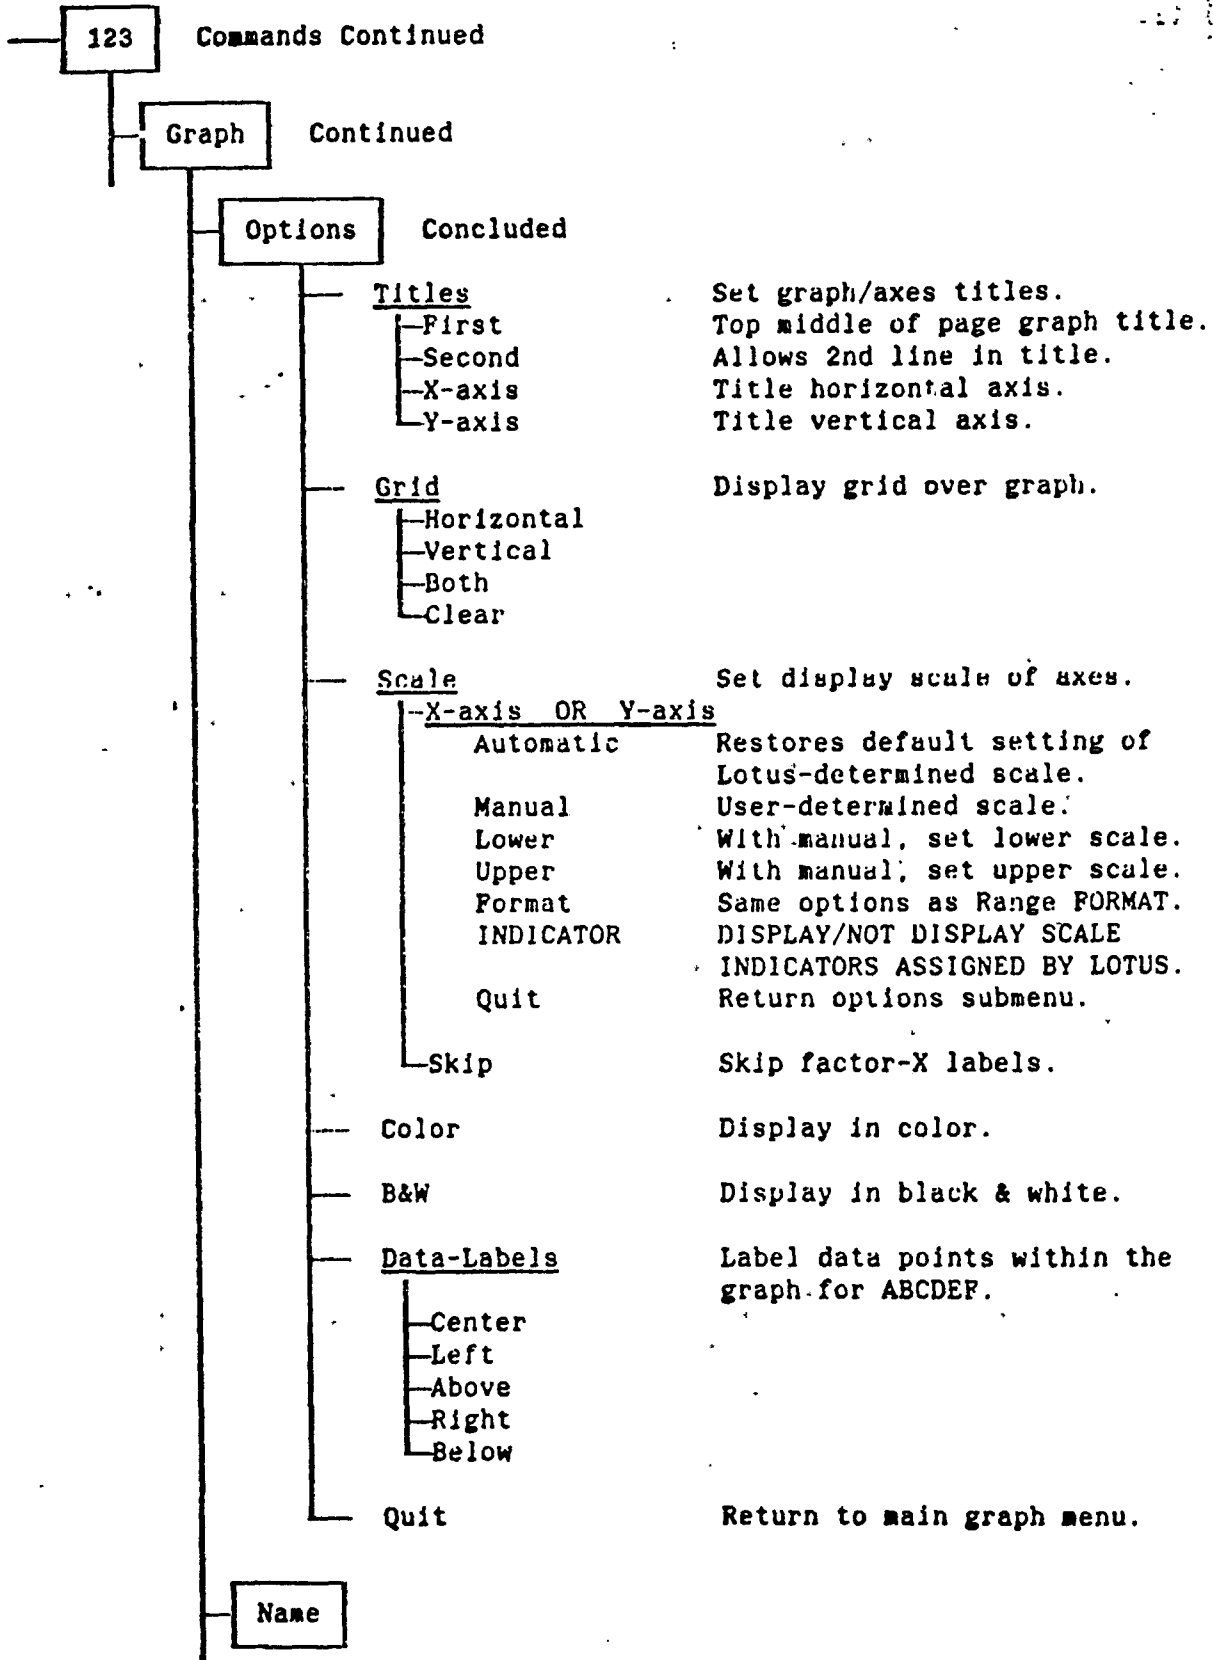 123 Commands Continued
Graph Continued
Options Concluded
Titles Set graph/axes titles.
First Top middle of page graph title.
Second Allows 2nd line in title.
X-axis Title horizontal axis.
Y-axis Title vertical axis.
Grid Display grid over graph.
Horizontal
Vertical
Both
Clear
Scale Set display scale of axes.
X-axis OR Y-axis
Automatic Restores default setting of
Lotus-determined scale.
Manual User-determined scale.
Lower With manual, set lower scale.
Upper With manual, set upper scale.
Format Same options as Range FORMAT.
INDICATOR DISPLAY/NOT DISPLAY SCALE
INDICATORS ASSIGNED BY LOTUS.
Quit Return options submenu.
Skip Skip factor-X labels.
Color Display in color.
B&W Display in black & white.
Data-Labels Label data points within the
graph for ABCDEF.
Center
Left
Above
Right
Below
Quit Return to main graph menu.
Name